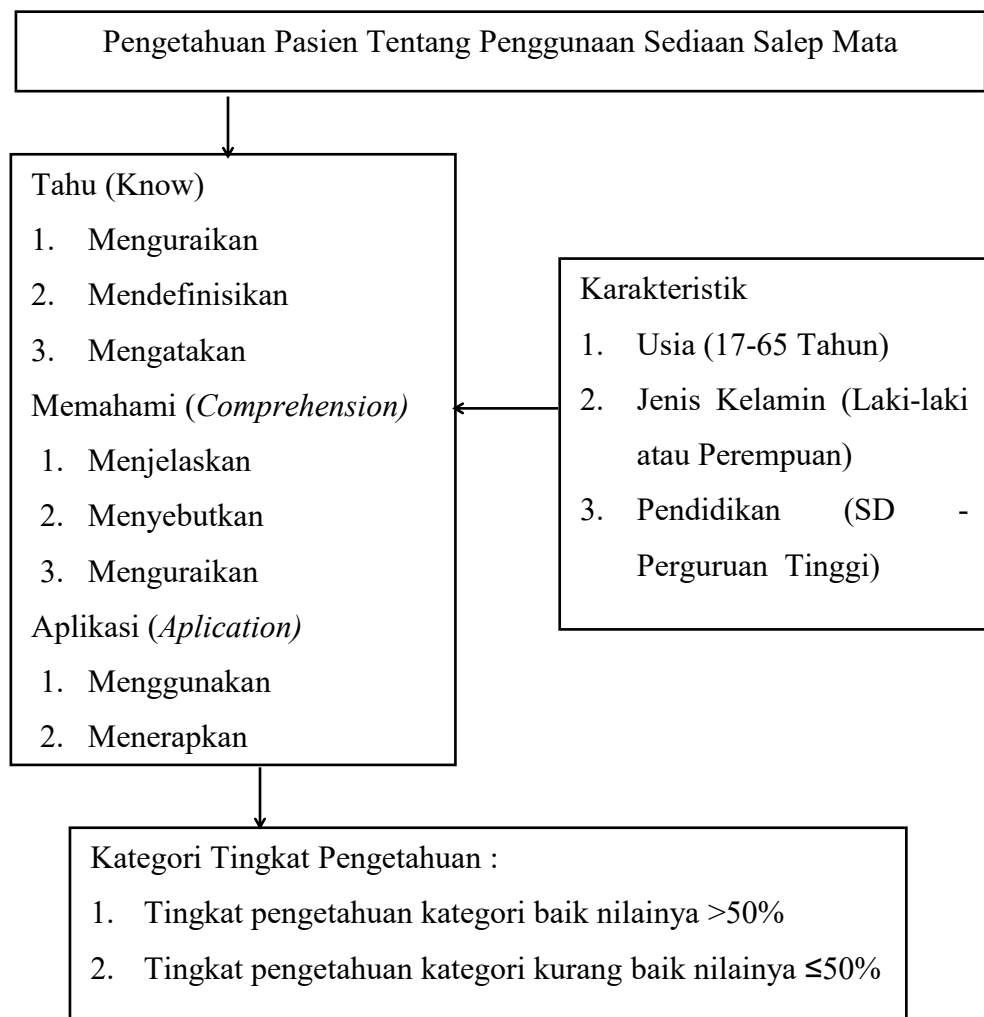 Pengetahuan Pasien Tentang Penggunaan Sediaan Salep Mata
Tahu (Know)
1. Menguraikan
2. Mendefinisikan
3. Mengatakan
Memahami (Comprehension)
1. Menjelaskan
2. Menyebutkan
3. Menguraikan
Aplikasi (Aplication)
1. Menggunakan
2. Menerapkan
Karakteristik
1. Usia (17-65 Tahun)
2. Jenis Kelamin (Laki-laki
atau Perempuan)
3. Pendidikan (SD -
Perguruan Tinggi)
Kategori Tingkat Pengetahuan :
1. Tingkat pengetahuan kategori baik nilainya >50%
2. Tingkat pengetahuan kategori kurang baik nilainya ≤50%